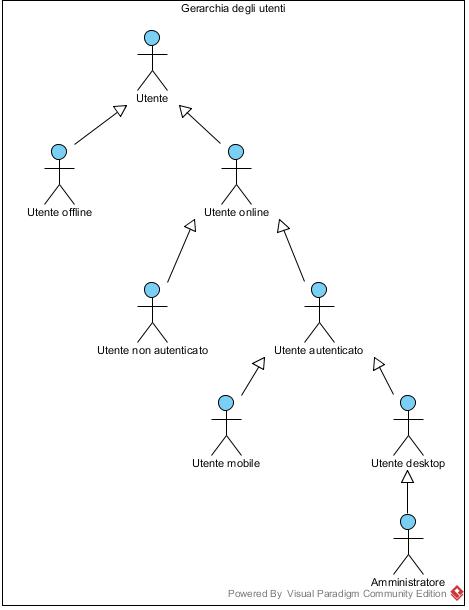 Gerarchia degli utenti
Utente
Utente offline
Utente online
Utente non autenticato
Utente autenticato
Utente mobile
Utente desktop
Amministratore
Powered By Visual Paradigm Community Edition